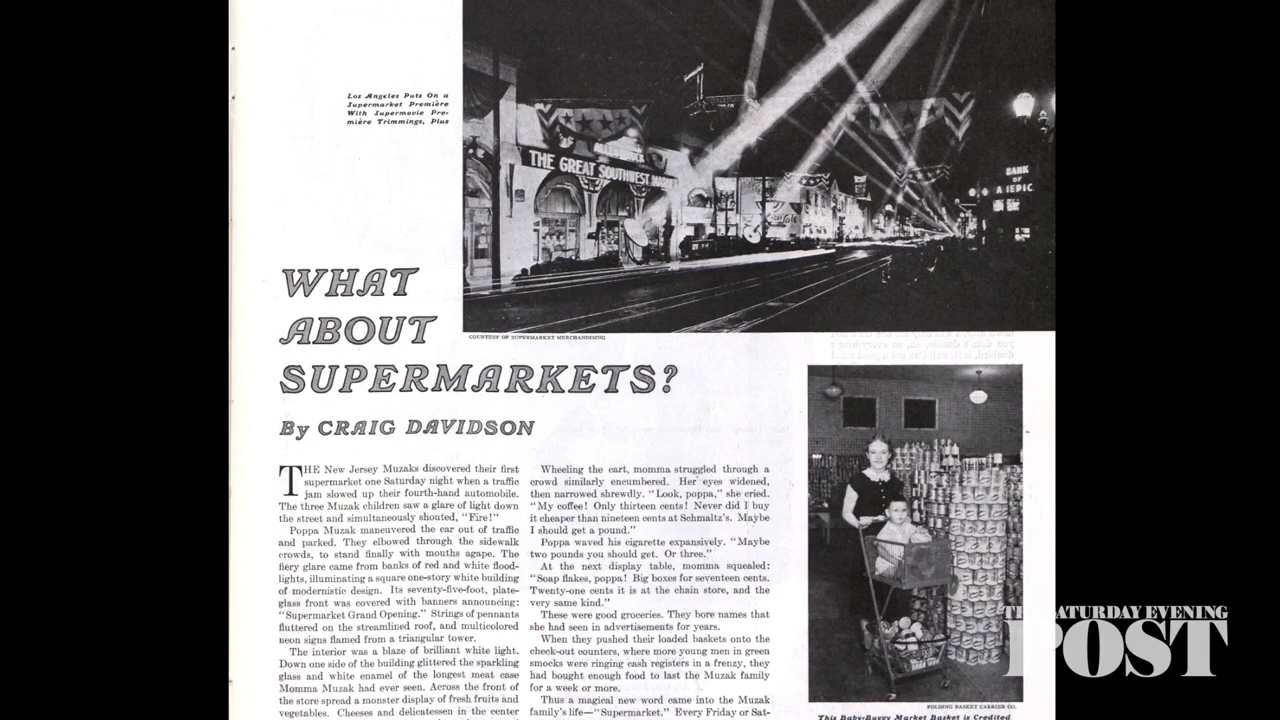 Los Angeles Puts On a
Supermarket Première
With Supermovie Pre-
mière Trimmings, Plus
THE GREAT SOUTHWEST MARKET
BANK
OF
COURTESY OF SUPERMARKET MERCHANDISING
WHAT
ABOUT
SUPERMARKETS?
By CRAIG DAVIDSON
THE New Jersey Muzaks discovered their first
supermarket one Saturday night when a traffic
jam slowed up their fourth-hand automobile.
The three Muzak children saw a glare of light down
the street and simultaneously shouted, "Fire!"
Poppa Muzak maneuvered the car out of traffic
and parked. They elbowed through the sidewalk
crowds, to stand finally with mouths agape. The
fiery glare came from banks of red and white flood-
lights, illuminating a square one-story white building
of modernistic design. Its seventy-five-foot, plate-
glass front was covered with banners announcing:
"Supermarket Grand Opening." Strings of pennants
fluttered on the streamlined roof, and multicolored
neon signs flamed from a triangular tower.
The interior was a blaze of brilliant white light.
Down one side of the building glittered the sparkling
glass and white enamel of the longest meat case
Momma Muzak had ever seen. Across the front of
the store spread a monster display of fresh fruits and
vegetables. Cheeses and delicatessen in the center
Wheeling the cart, momma struggled through a
crowd similarly encumbered. Her eyes widened,
then narrowed shrewdly. "Look, poppa," she cried.
"My coffee! Only thirteen cents! Never did I buy
it cheaper than nineteen cents at Schmaltz's. Maybe
I should get a pound."
Poppa waved his cigarette expansively. "Maybe
two pounds you should get. Or three."
At the next display table, momma squealed:
"Soap flakes, poppa! Big boxes for seventeen cents.
Twenty-one cents it is at the chain store, and the
very same kind."
These were good groceries. They bore names that
she had seen in advertisements for years.
When they pushed their loaded baskets onto the
check-out counters, where more young men in green
smocks were ringing cash registers in a frenzy, they
had bought enough food to last the Muzak family
for a week or more.
Thus a magical new word came into the Muzak
family's life—"Supermarket." Every Friday or Sat-
FOLDING BASKET CARRIER CO.
This Baby-Buggy Market Basket is Credited
THE SATURDAY EVENING
POST